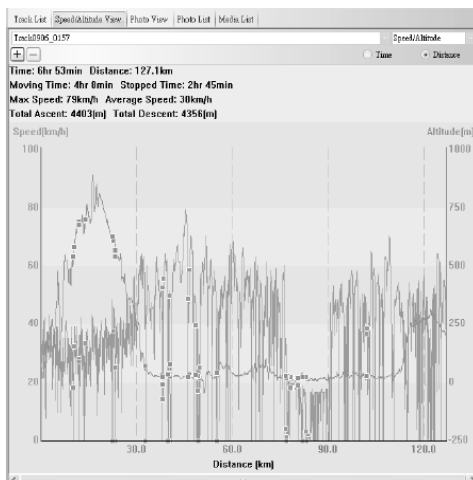 Track List Speed/Altitude View Photo View Photo List Media List
Track0906_0157 Speed/Altitude
+ − Time Distance
Time: 6hr 53min Distance: 127.1km
Moving Time: 4hr 8min Stopped Time: 2hr 45min
Max Speed: 79km/h Average Speed: 30km/h
Total Ascent: 4403[m] Total Descent: 4356[m]
Speed[km/h] Altitude[m]
100 1000
80 750
60 500
40 250
20 0
0 -250
30.0 60.0 90.0 120.0
Distance [km]